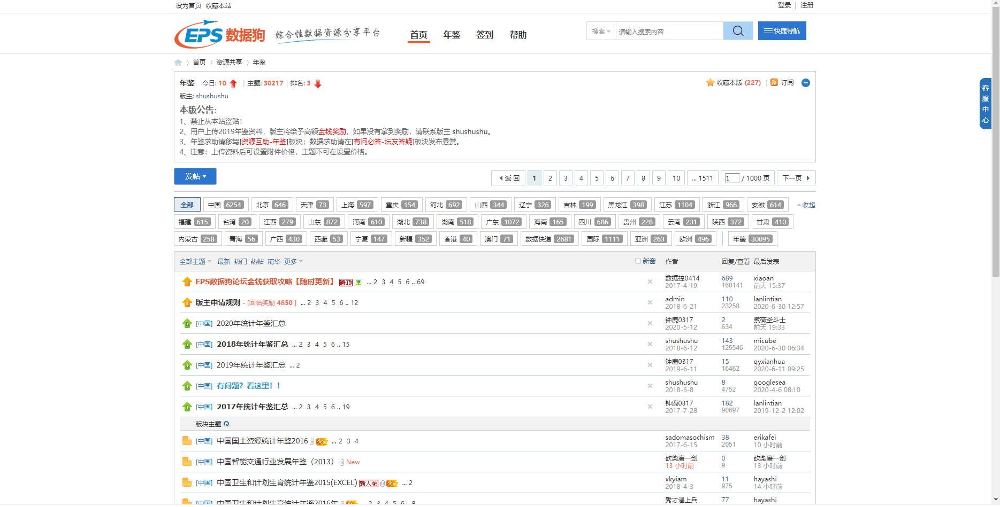 设为首页 收藏本站
登录 | 注册
EPS 数据狗 综合性数据资源分享平台
首页 年鉴 签到 帮助
搜索 请输入搜索内容
快捷导航
首页 资源共享 年鉴
年鉴 今日: 10 | 主题: 30217 | 排名: 3
收藏本版 (227) | 订阅
版主: shushushu
本版公告:
1、禁止从本站盗贴!
2、用户上传2019年鉴资料，版主将给予高额金钱奖励，如果没有拿到奖励，请联系版主 shushushu。
3、年鉴求助请移驾[资源互助-年鉴]板块；数据求助请在[有问必答-坛友答疑]板块发布悬赏。
4、注意：上传资料后可设置附件价格，主题不可在设置价格。
客服中心
发帖
返回 1 2 3 4 5 6 7 8 9 10 ... 1511 1 / 1000 页 下一页
全部 中国 6254 北京 646 天津 73 上海 597 重庆 154 河北 692 山西 344 辽宁 326 吉林 199 黑龙江 398 江苏 1104 浙江 966 安徽 614 收起
福建 615 台湾 20 江西 279 山东 872 河南 610 湖北 738 湖南 518 广东 1072 海南 165 四川 686 贵州 228 云南 231 陕西 372 甘肃 410
内蒙古 258 青海 56 广西 430 西藏 53 宁夏 147 新疆 352 香港 40 澳门 71 数据快递 2681 国际 1111 亚洲 263 欧洲 496 年鉴 30095
全部主题 最新 热门 热帖 精华 更多 新窗 作者 回复/查看 最后发表
EPS数据狗论坛金钱获取攻略【随时更新】 置顶 ... 2 3 4 5 6 .. 69 数据控0414 689 xiaoan
2017-4-19 160141 前天 15:37
版主申请规则 - [回帖奖励 4850 ] ... 2 3 4 5 6 .. 12 admin 110 lanlintian
2018-6-21 23258 2020-6-30 12:57
[中国] 2020年统计年鉴汇总 钟鹿0317 2 紫薇圣斗士
2020-5-12 634 前天 19:33
[中国] 2018年统计年鉴汇总 ... 2 3 4 5 6 .. 15 shushushu 143 micube
2018-6-12 125546 2020-6-30 06:34
[中国] 2019年统计年鉴汇总 ... 2 钟鹿0317 15 qyxianhua
2019-6-11 16462 2020-6-11 09:25
[中国] 有问题？看这里！！ shushushu 8 googlesea
2018-5-8 4752 2020-4-6 08:10
[中国] 2017年统计年鉴汇总 ... 2 3 4 5 6 .. 19 钟鹿0317 182 lanlintian
2017-7-28 90697 2019-12-2 12:02
版块主题
[中国] 中国国土资源统计年鉴2016 火 ... 2 3 4 sadomasochism 38 erikafei
2017-6-15 2051 10 小时前
[中国] 中国智能交通行业发展年鉴（2013） New 砍柴磨一剑 0 砍柴磨一剑
13 小时前 9 13 小时前
[中国] 中国卫生和计划生育统计年鉴2015(EXCEL) 新人帖 火 ... 2 xkyiam 11 hayashi
2018-4-3 975 14 小时前
[中国] 中国卫生和计划生育统计年鉴2016年 ... 2 3 4 5 6 .. 8 秀才遇上兵 77 hayashi